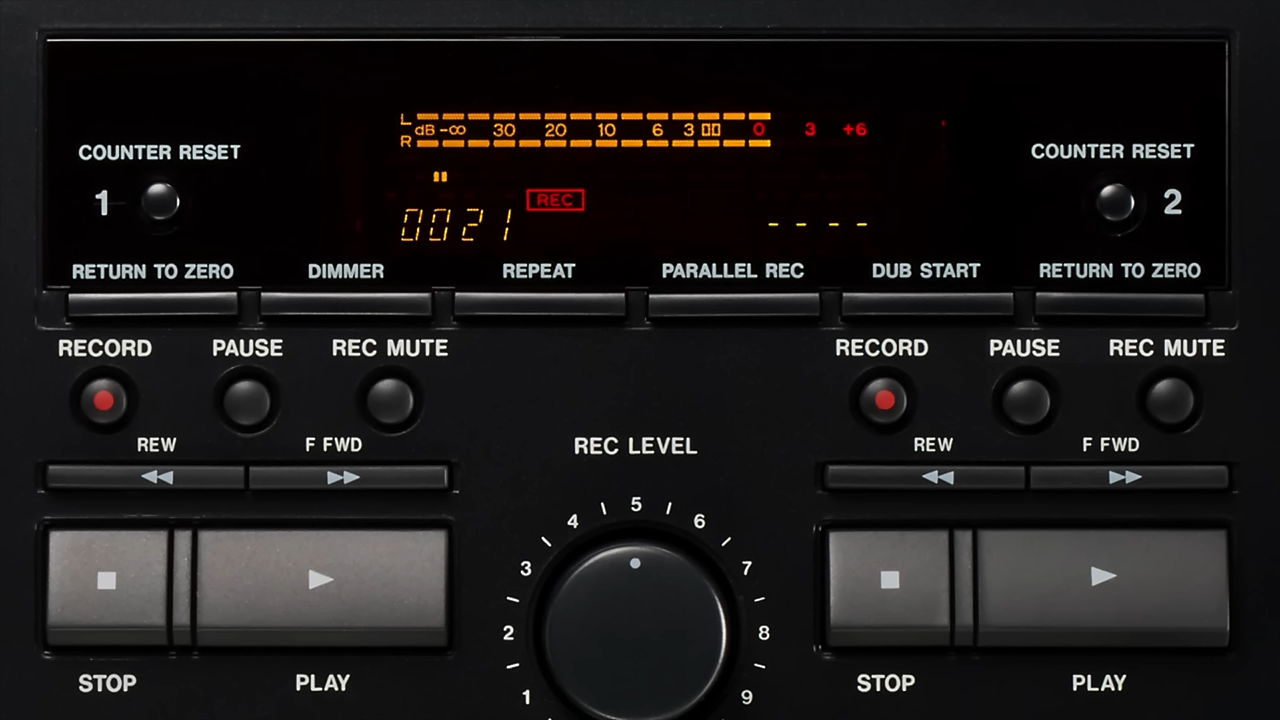 L
dB -∞ 30 20 10 6 3 0 3 +6
R
COUNTER RESET
1
COUNTER RESET
2
REC
0021
- - - -
RETURN TO ZERO
DIMMER
REPEAT
PARALLEL REC
DUB START
RETURN TO ZERO
RECORD
PAUSE
REC MUTE
RECORD
PAUSE
REC MUTE
REW
F FWD
REC LEVEL
REW
F FWD
1
2
3
4
5
6
7
8
9
STOP
PLAY
STOP
PLAY